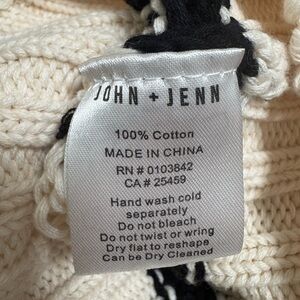 JOHN + JENN
100% Cotton
MADE IN CHINA
RN # 0103842
CA # 25459
Hand wash cold
separately
Do not bleach
Do not twist or wring
Dry flat to reshape
Can be Dry Cleaned